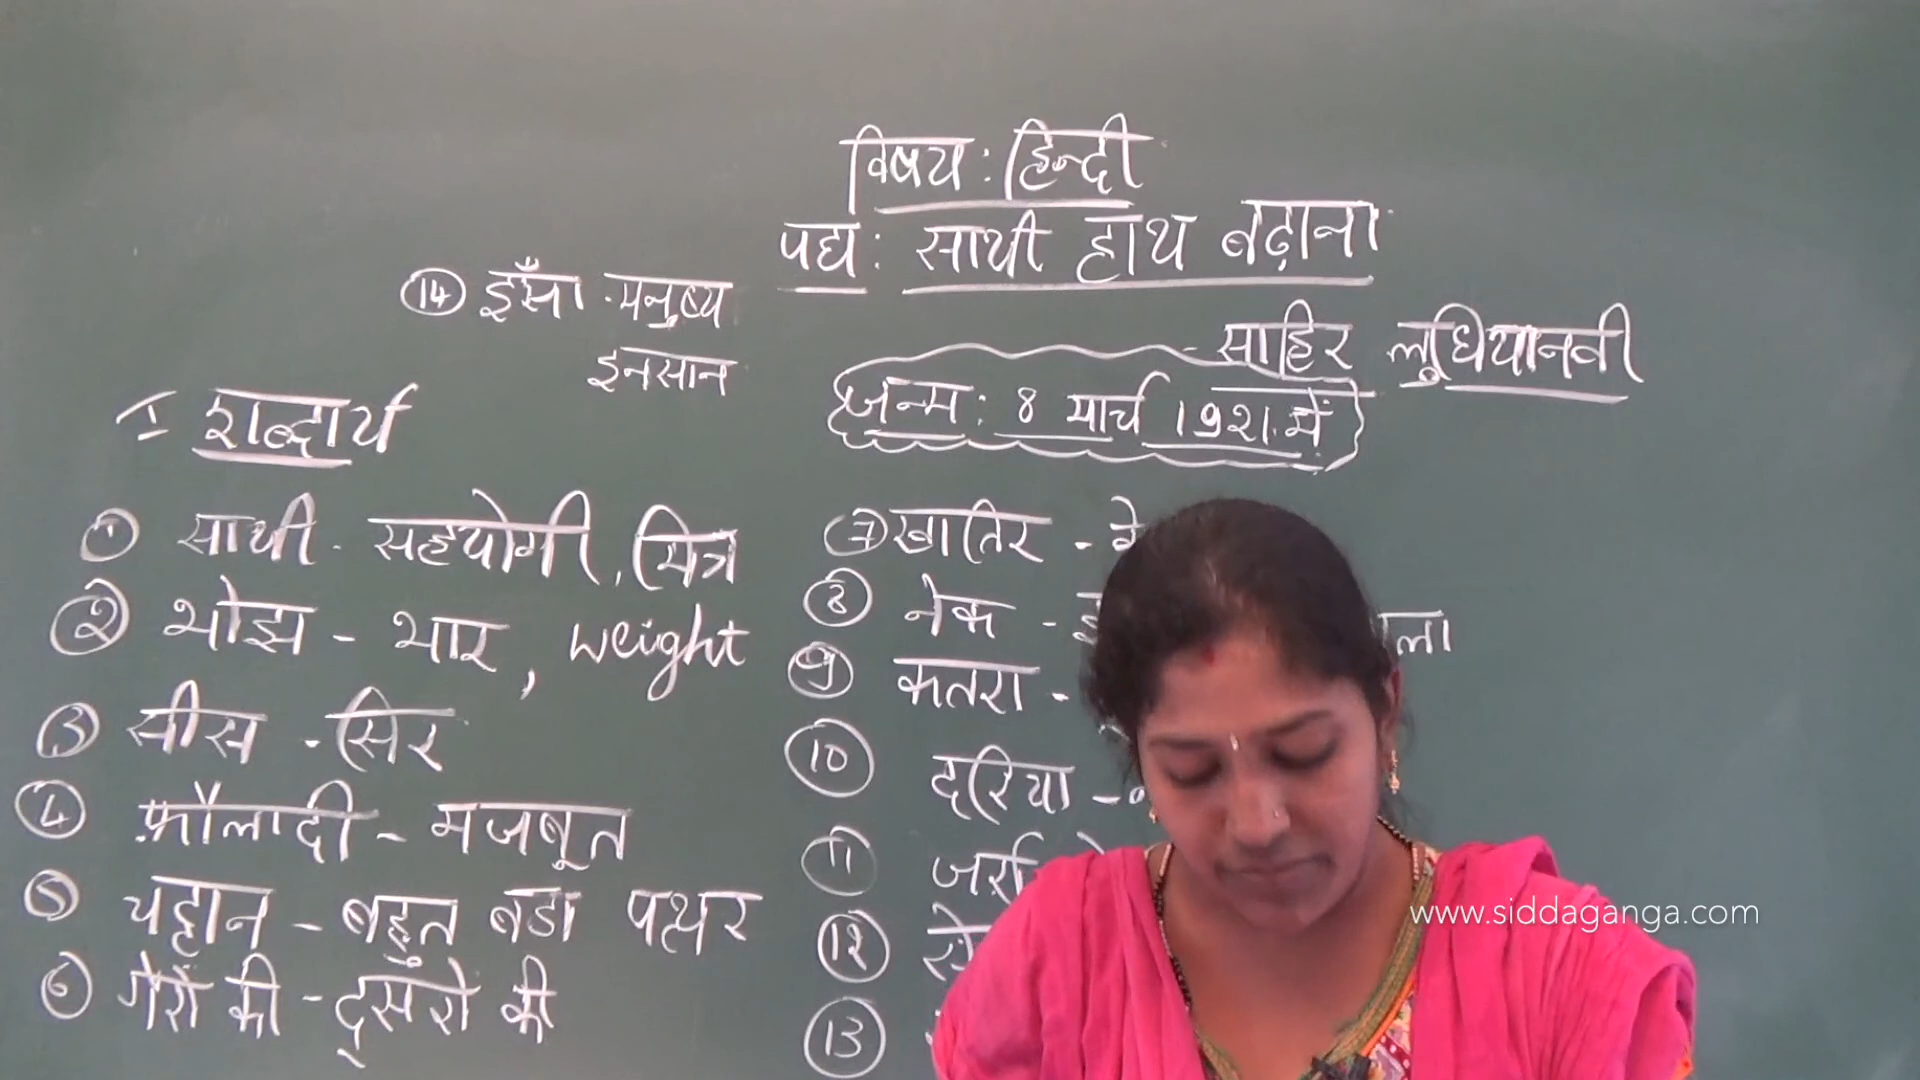 विषय: हिन्दी
पद्य: साथी हाथ बढ़ाना
- साहिर लुधियानवी
जन्म: 8 मार्च 1921 में
14 इंसाँ - मनुष्य
इनसान
I शब्दार्थ
1 साथी - सहयोगी, मित्र
2 भोझ - भार, weight
3 सीस - सिर
4 फ़ौलादी - मजबूत
5 चट्टान - बहुत बडा पत्थर
6 गैरों की - दूसरो की
7 खातिर -
8 नेक -
9 कतरा -
10 दरिया -
11
12
13
www.siddaganga.com